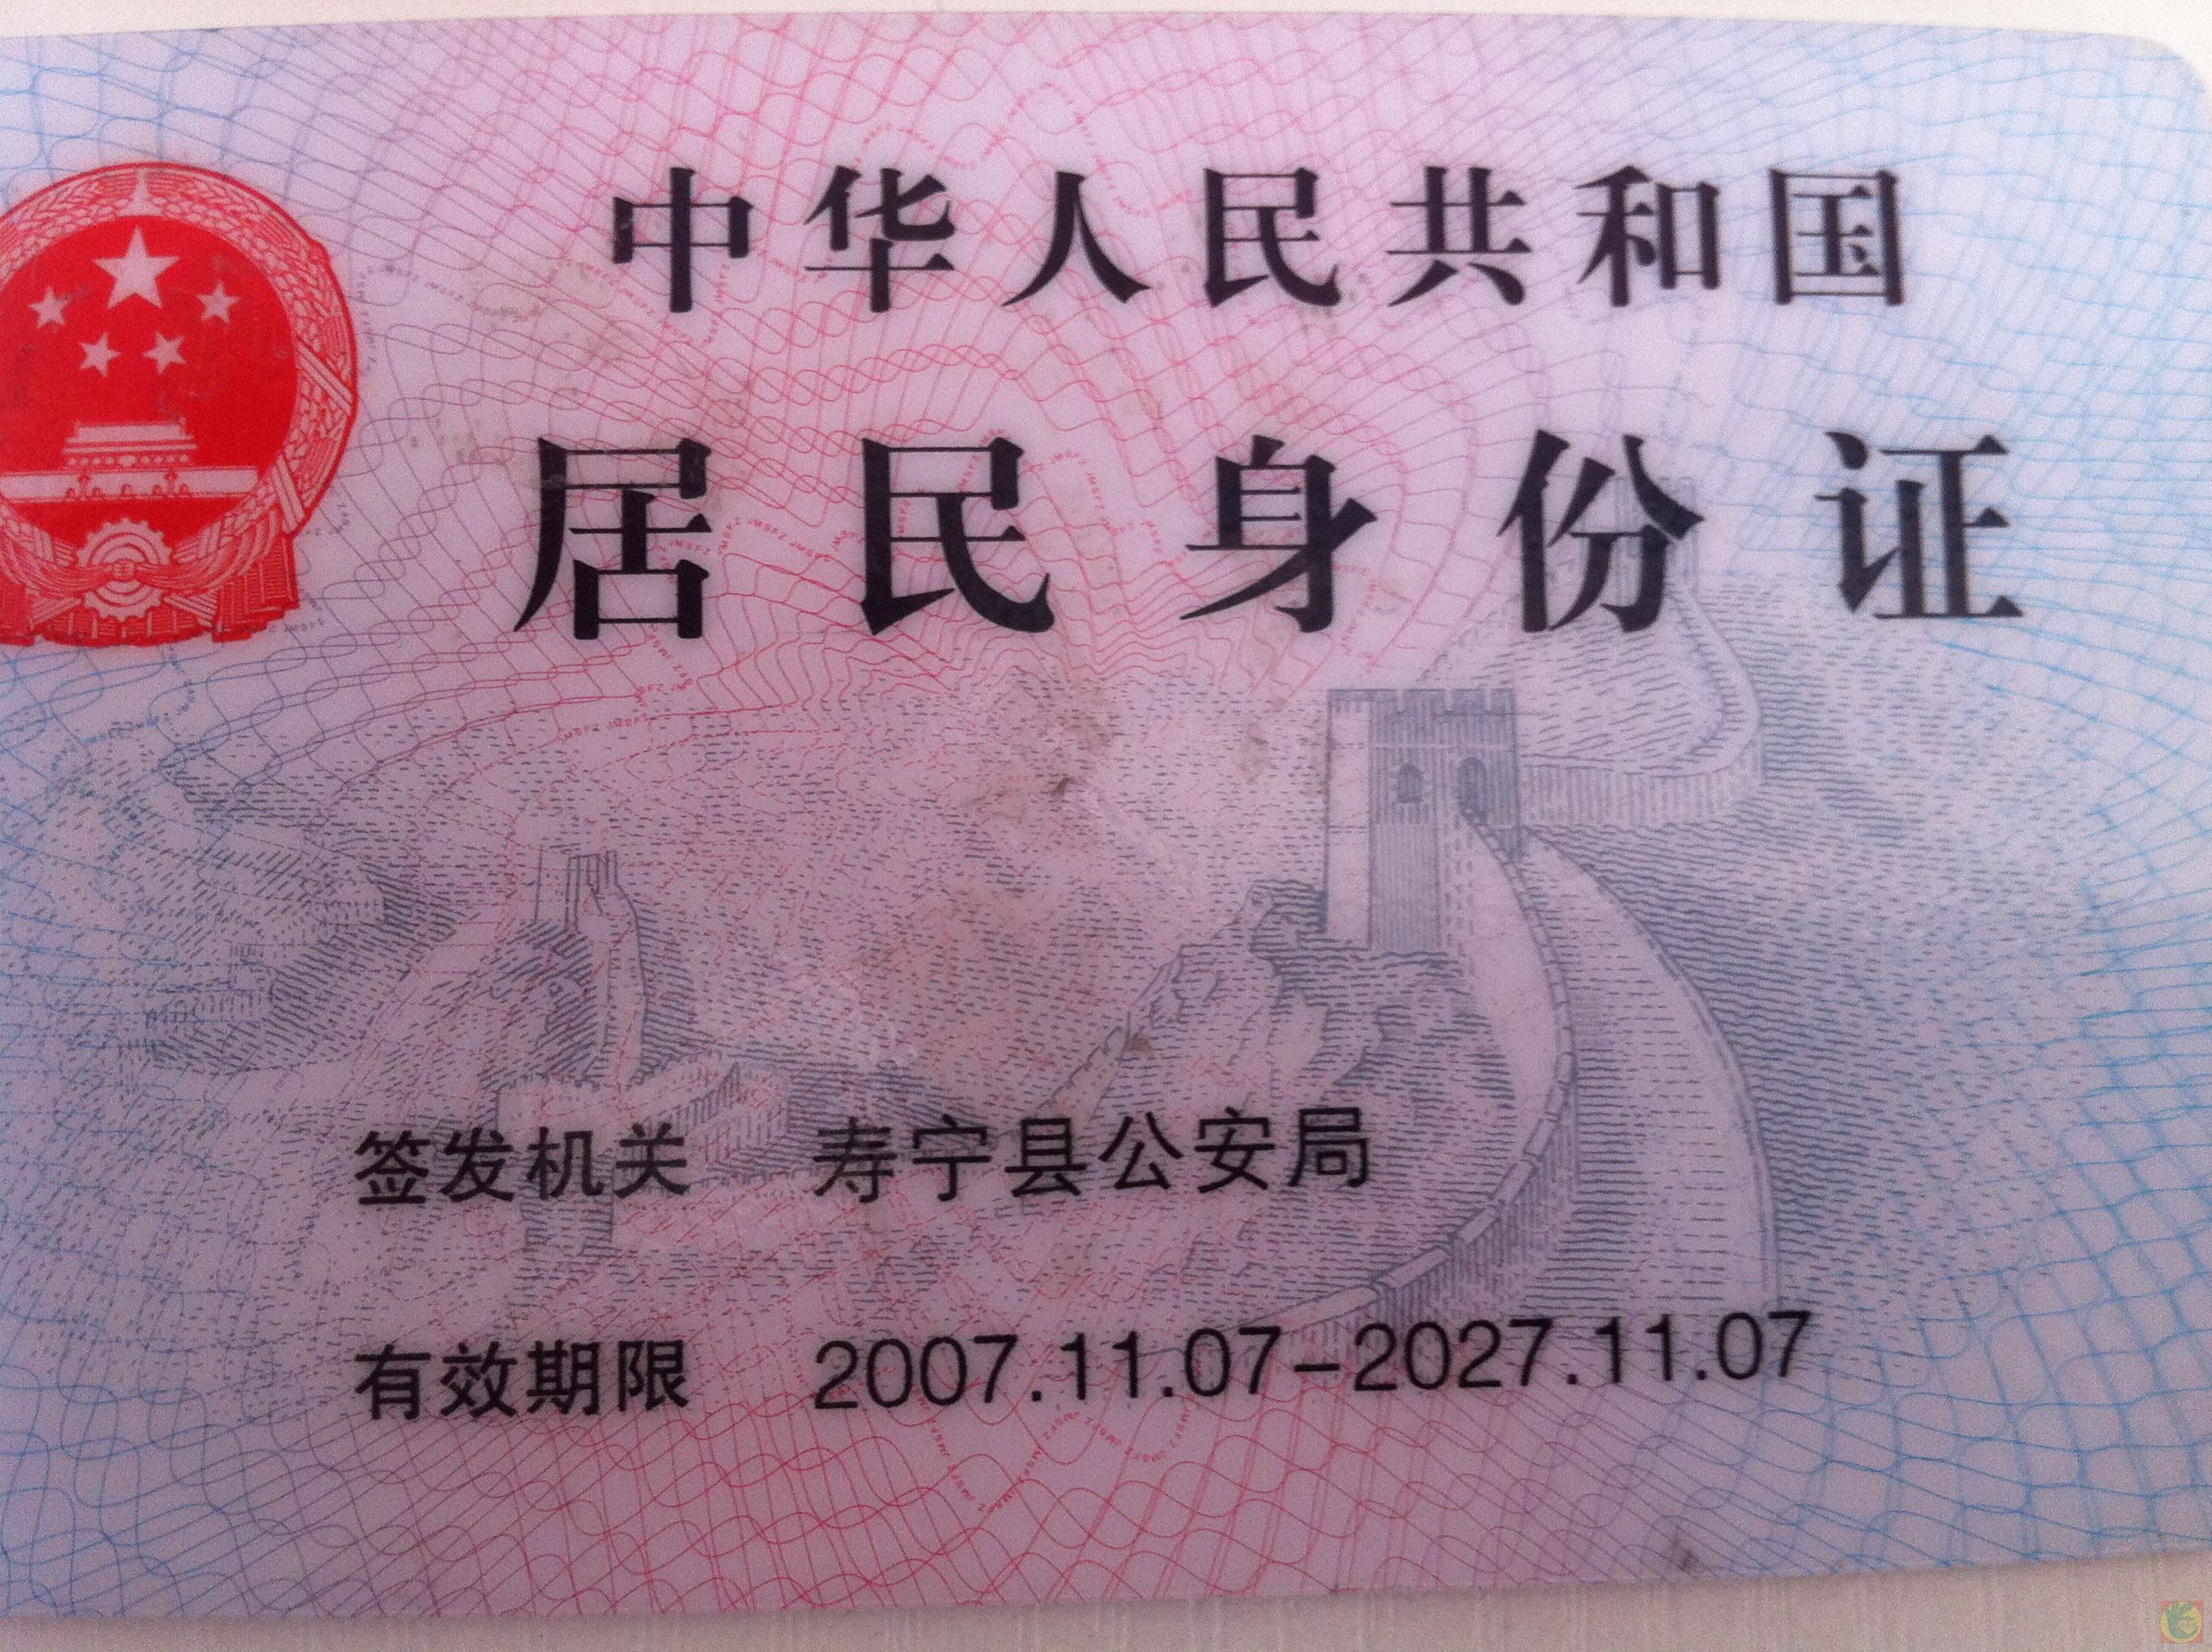 中华人民共和国
居民身份证
签发机关 寿宁县公安局
有效期限 2007.11.07-2027.11.07